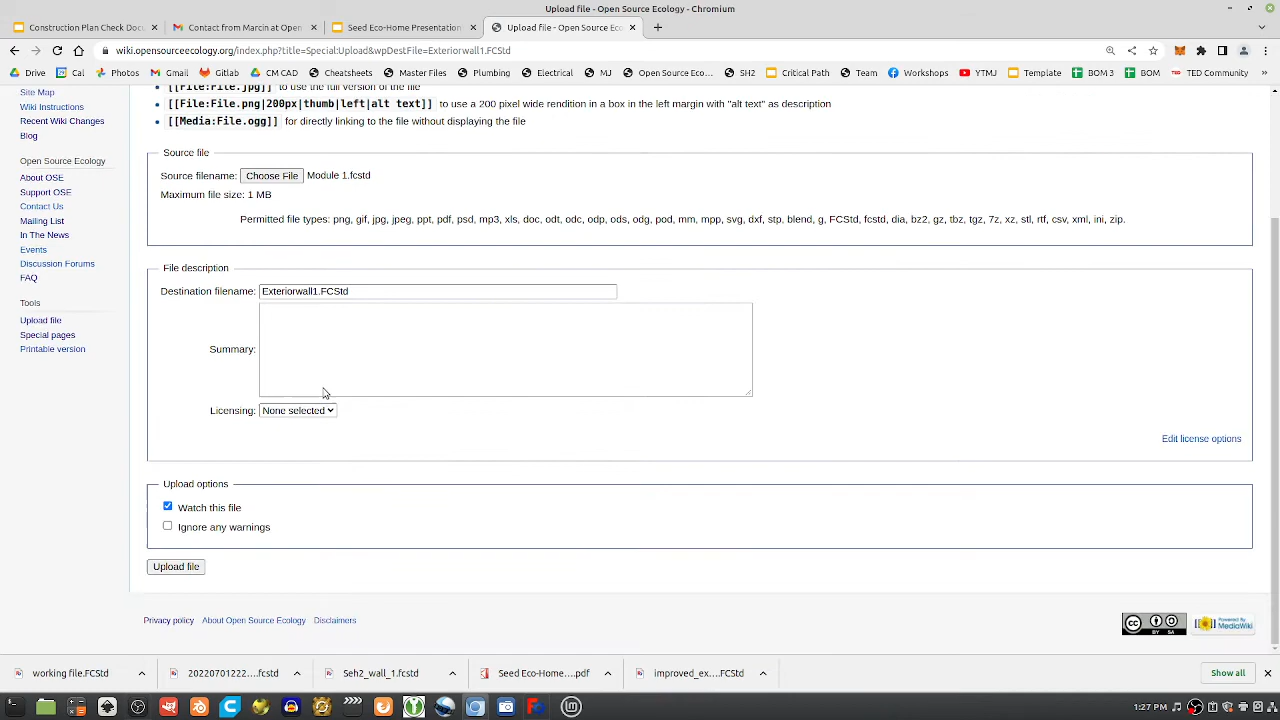 Upload file - Open Source Ecology - Chromium
Construction Plan Check Docu
Contact from Marcin at Open
Seed Eco-Home Presentation
Upload file - Open Source Ec
wiki.opensourceecology.org/index.php?title=Special:Upload&wpDestFile=Exteriorwall1.FCStd
Drive
Cal
Photos
Gmail
Gitlab
CM CAD
Cheatsheets
MasterFiles
Plumbing
Electrical
MJ
Open Source Eco...
SH2
Critical Path
Team
Workshops
YTMJ
Template
BOM 3
BOM
TED Community
[[File:File.jpg]] to use the full version of the file
Site Map
[[File:File.png|200px|thumb|left|alt text]] to use a 200 pixel wide rendition in a box in the left margin with "alt text" as description
Wiki Instructions
Recent Wiki Changes
[[Media:File.ogg]] for directly linking to the file without displaying the file
Blog
Open Source Ecology
About OSE
Support OSE
Contact Us
Mailing List
In The News
Events
Discussion Forums
FAQ
Tools
Upload file
Special pages
Printable version
Source file
Source filename: Choose File Module 1.fcstd
Maximum file size: 1 MB
Permitted file types: png, gif, jpg, jpeg, ppt, pdf, psd, mp3, xls, doc, odt, odc, odp, ods, odg, pod, mm, mpp, svg, dxf, stp, blend, g, FCStd, fcstd, dia, bz2, gz, tbz, tgz, 7z, xz, stl, rtf, csv, xml, ini, zip.
File description
Destination filename: Exteriorwall1.FCStd
Summary:
Licensing: None selected
Edit license options
Upload options
Watch this file
Ignore any warnings
Upload file
Privacy policy
About Open Source Ecology
Disclaimers
BY SA
Powered By MediaWiki
working file.FCStd
20220701222...fcstd
Seh2_wall_1.fcstd
Seed Eco-Home....pdf
improved_ex....FCStd
Show all
1:27 PM